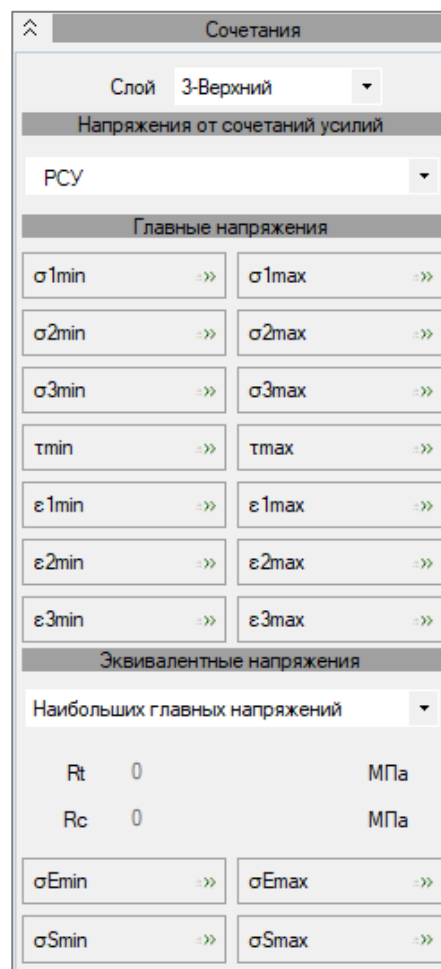 Сочетания
Слой 3-Верхний
Напряжения от сочетаний усилий
РСУ
Главные напряжения
σ1min σ1max
σ2min σ2max
σ3min σ3max
τmin τmax
ε1min ε1max
ε2min ε2max
ε3min ε3max
Эквивалентные напряжения
Наибольших главных напряжений
Rt 0 МПа
Rc 0 МПа
σEmin σEmax
σSmin σSmax